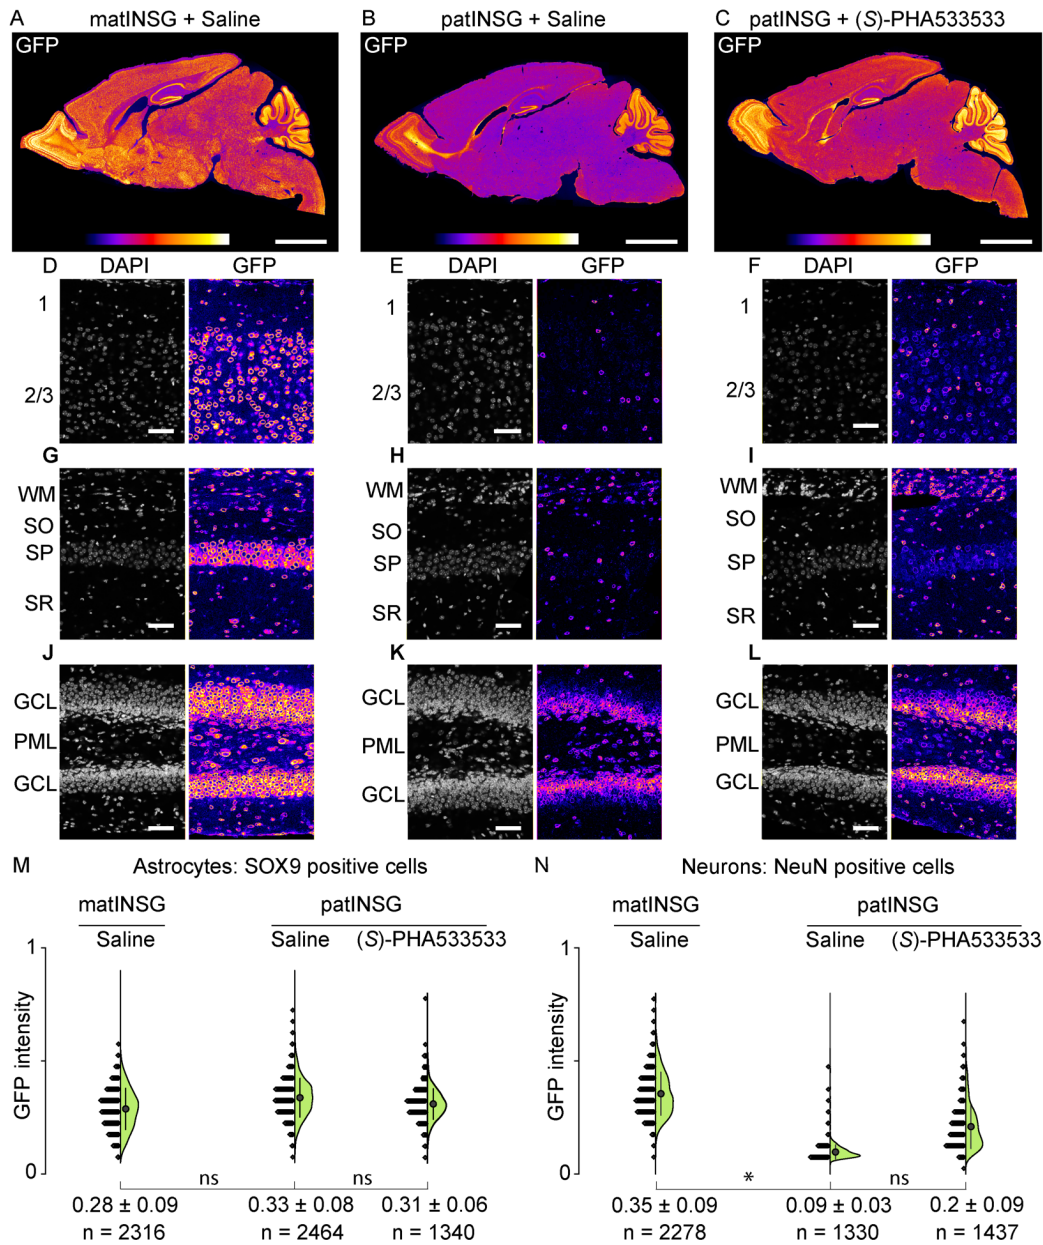 A matINSG + Saline B patINSG + Saline C patINSG + (S)-PHA533533
GFP GFP GFP
D DAPI GFP E DAPI GFP F DAPI GFP
1 1 1
2/3 2/3 2/3
G H I
WM WM WM
SO SO SO
SP SP SP
SR SR SR
J K L
GCL GCL GCL
PML PML PML
GCL GCL GCL
M Astrocytes: SOX9 positive cells
matINSG patINSG
Saline Saline (S)-PHA533533
1
GFP intensity
0
ns ns
0.28 ± 0.09 0.33 ± 0.08 0.31 ± 0.06
n = 2316 n = 2464 n = 1340
N Neurons: NeuN positive cells
matINSG patINSG
Saline Saline (S)-PHA533533
1
GFP intensity
0
* ns
0.35 ± 0.09 0.09 ± 0.03 0.2 ± 0.09
n = 2278 n = 1330 n = 1437